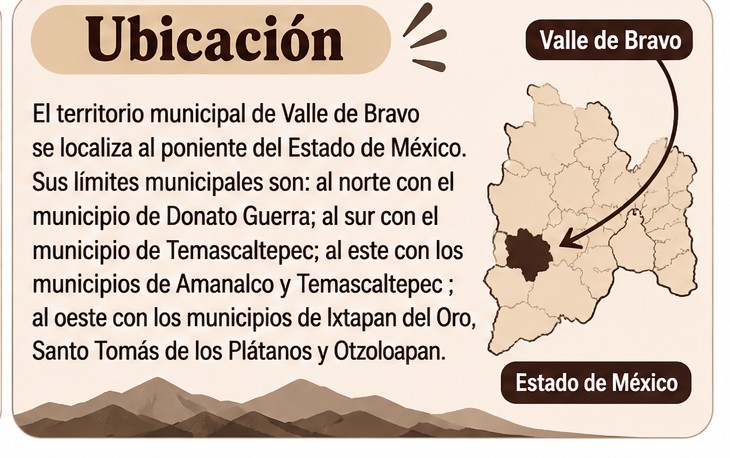 Ubicación
El territorio municipal de Valle de Bravo
se localiza al poniente del Estado de México.
Sus límites municipales son: al norte con el
municipio de Donato Guerra; al sur con el
municipio de Temascaltepec; al este con los
municipios de Amanalco y Temascaltepec ;
al oeste con los municipios de Ixtapan del Oro,
Santo Tomás de los Plátanos y Otzoloapan.
Valle de Bravo
Estado de México